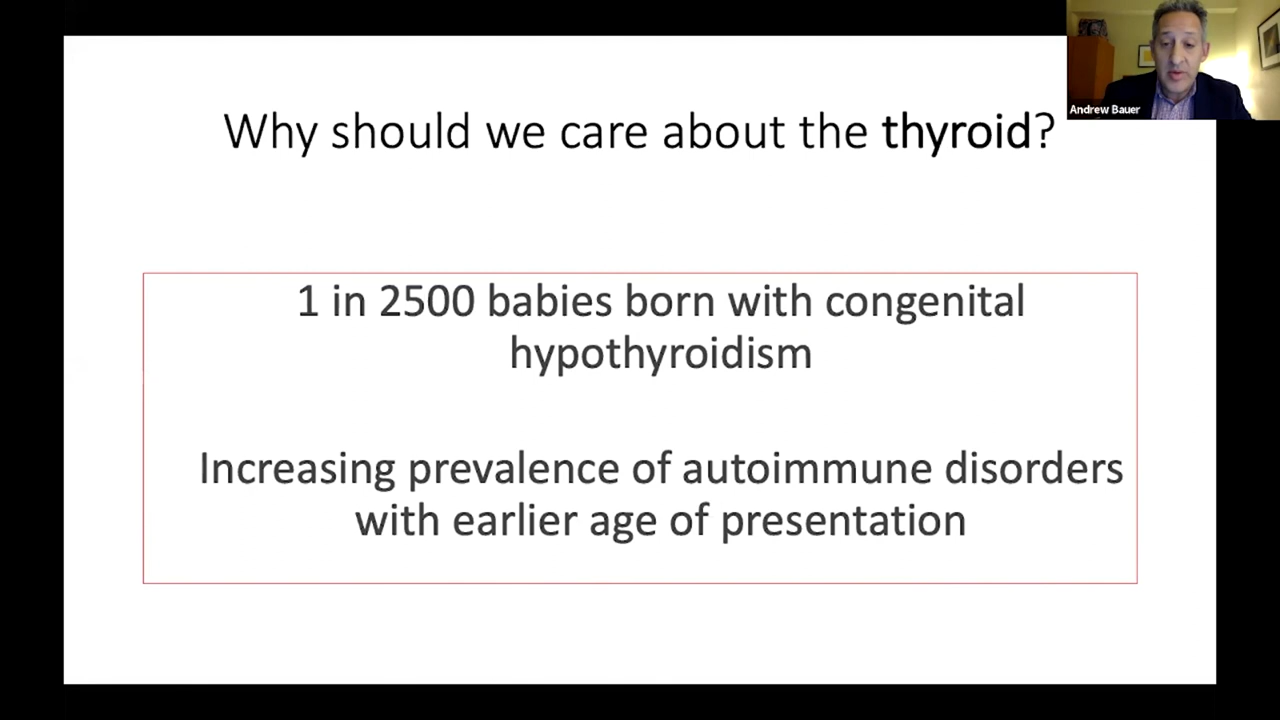 Andrew Bauer
Why should we care about the thyroid?
1 in 2500 babies born with congenital
hypothyroidism
Increasing prevalence of autoimmune disorders
with earlier age of presentation